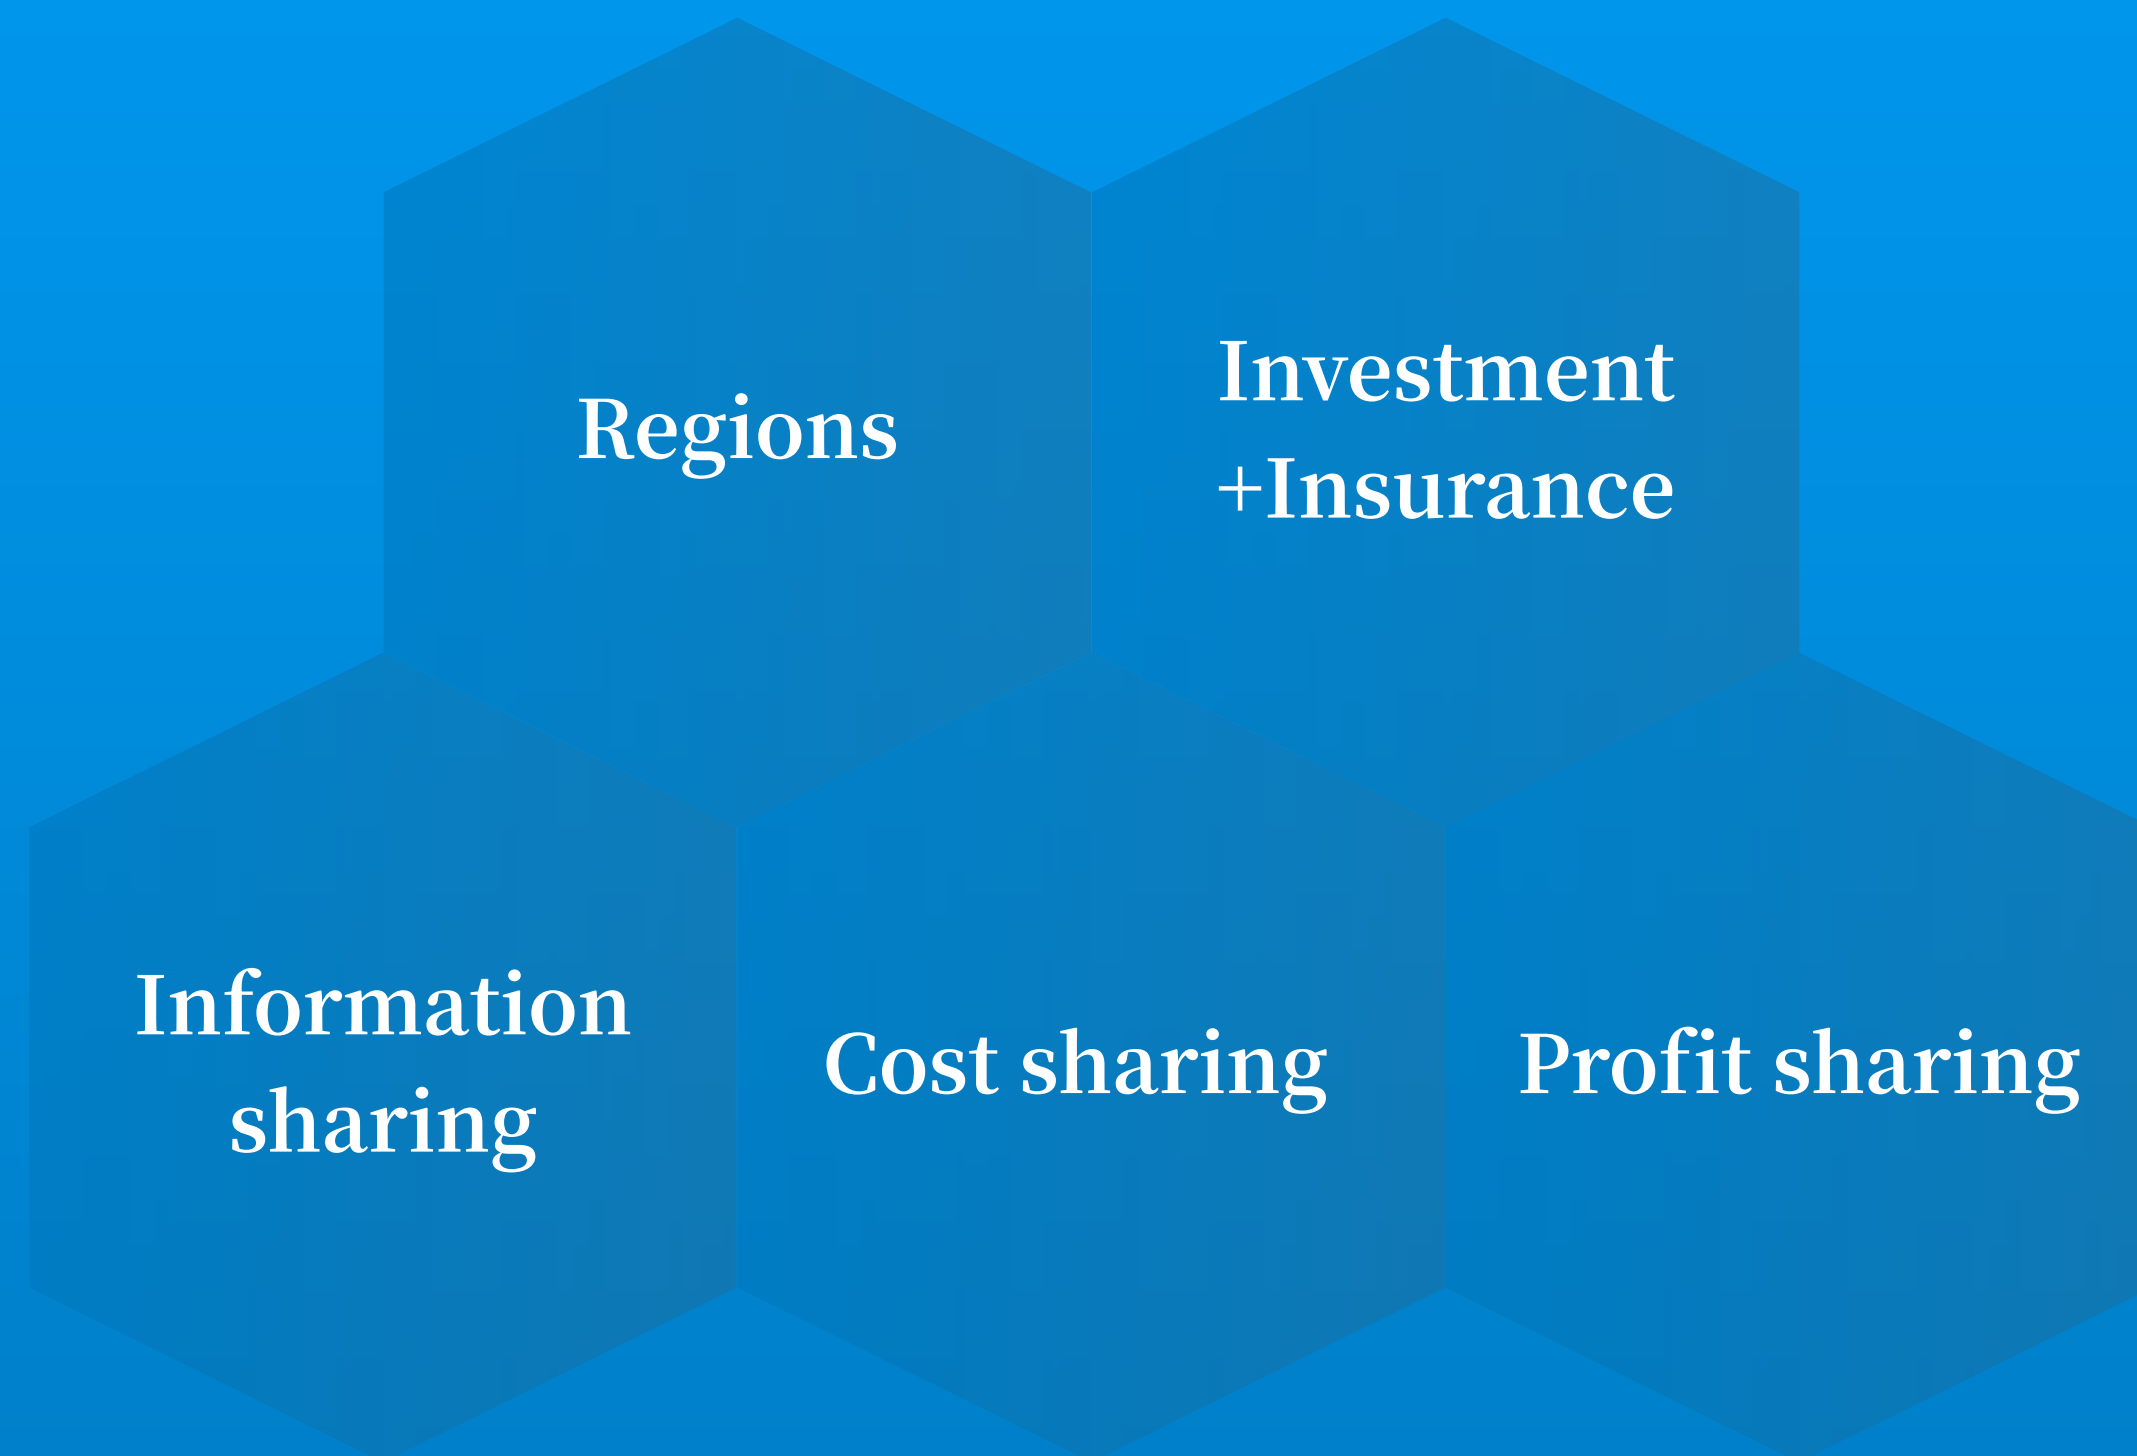 Regions
Investment
+Insurance
Information
sharing
Cost sharing
Profit sharing